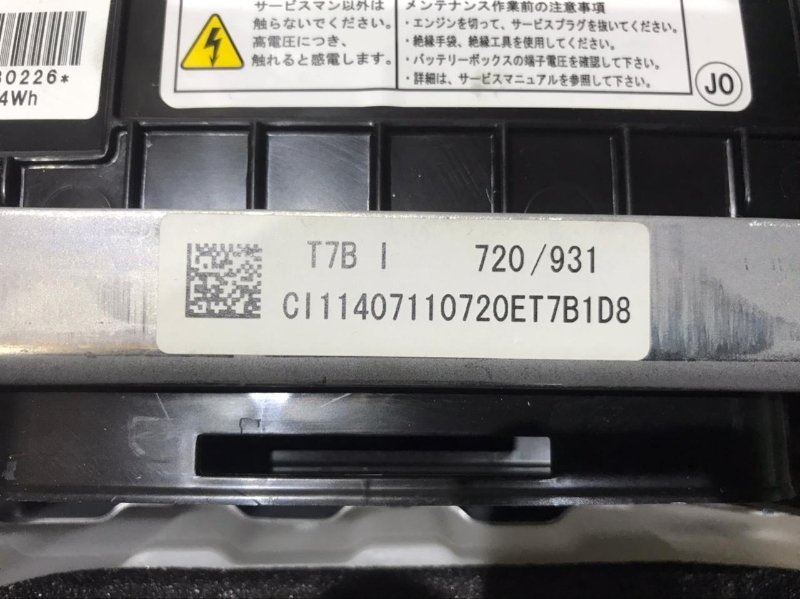 30226*
4Wh
サービスマン以外は
触らないでください。
高電圧につき、
触れると感電します。
メンテナンス作業前の注意事項
・エンジンを切って、サービスプラグを抜いてください。
・絶縁手袋、絶縁工具を使用してください。
・バッテリーボックスの端子電圧を確認して下さい。
・詳細は、サービスマニュアルを参照して下さい。
JO
T7B I 720/931
CI11407110720ET7B1D8